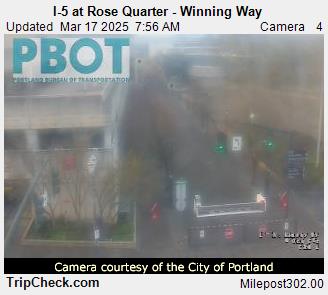 I-5 at Rose Quarter - Winning Way
Updated Mar 17 2025 7:56 AM Camera 4
PBOT
PORTLAND BUREAU OF TRANSPORTATION
Camera courtesy of the City of Portland
TripCheck.com Milepost302.00